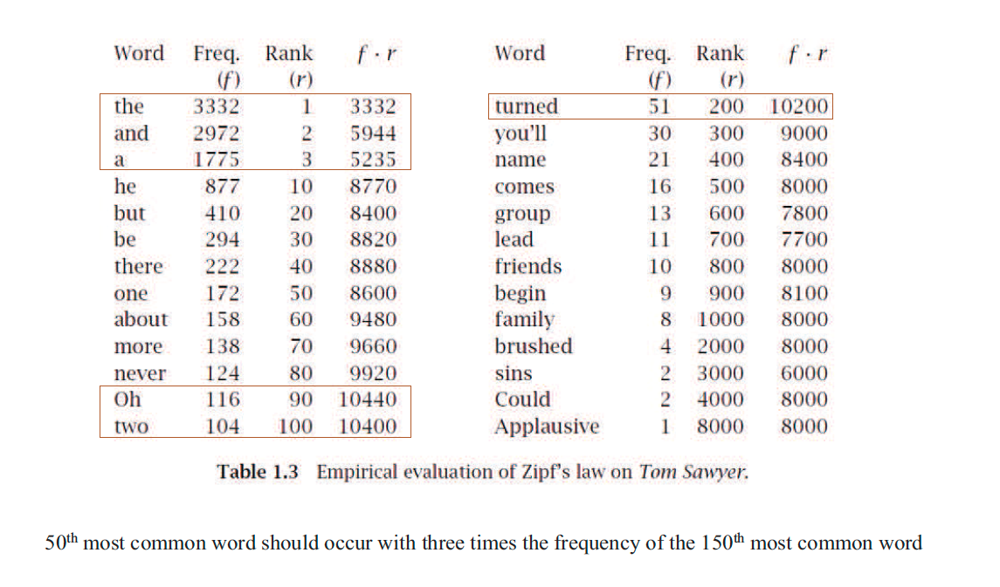 Word Freq. Rank f · r Word Freq. Rank f · r
(f) (r) (f) (r)
the 3332 1 3332 turned 51 200 10200
and 2972 2 5944 you'll 30 300 9000
a 1775 3 5235 name 21 400 8400
he 877 10 8770 comes 16 500 8000
but 410 20 8400 group 13 600 7800
be 294 30 8820 lead 11 700 7700
there 222 40 8880 friends 10 800 8000
one 172 50 8600 begin 9 900 8100
about 158 60 9480 family 8 1000 8000
more 138 70 9660 brushed 4 2000 8000
never 124 80 9920 sins 2 3000 6000
Oh 116 90 10440 Could 2 4000 8000
two 104 100 10400 Applausive 1 8000 8000
Table 1.3 Empirical evaluation of Zipf's law on Tom Sawyer.
50th most common word should occur with three times the frequency of the 150th most common word